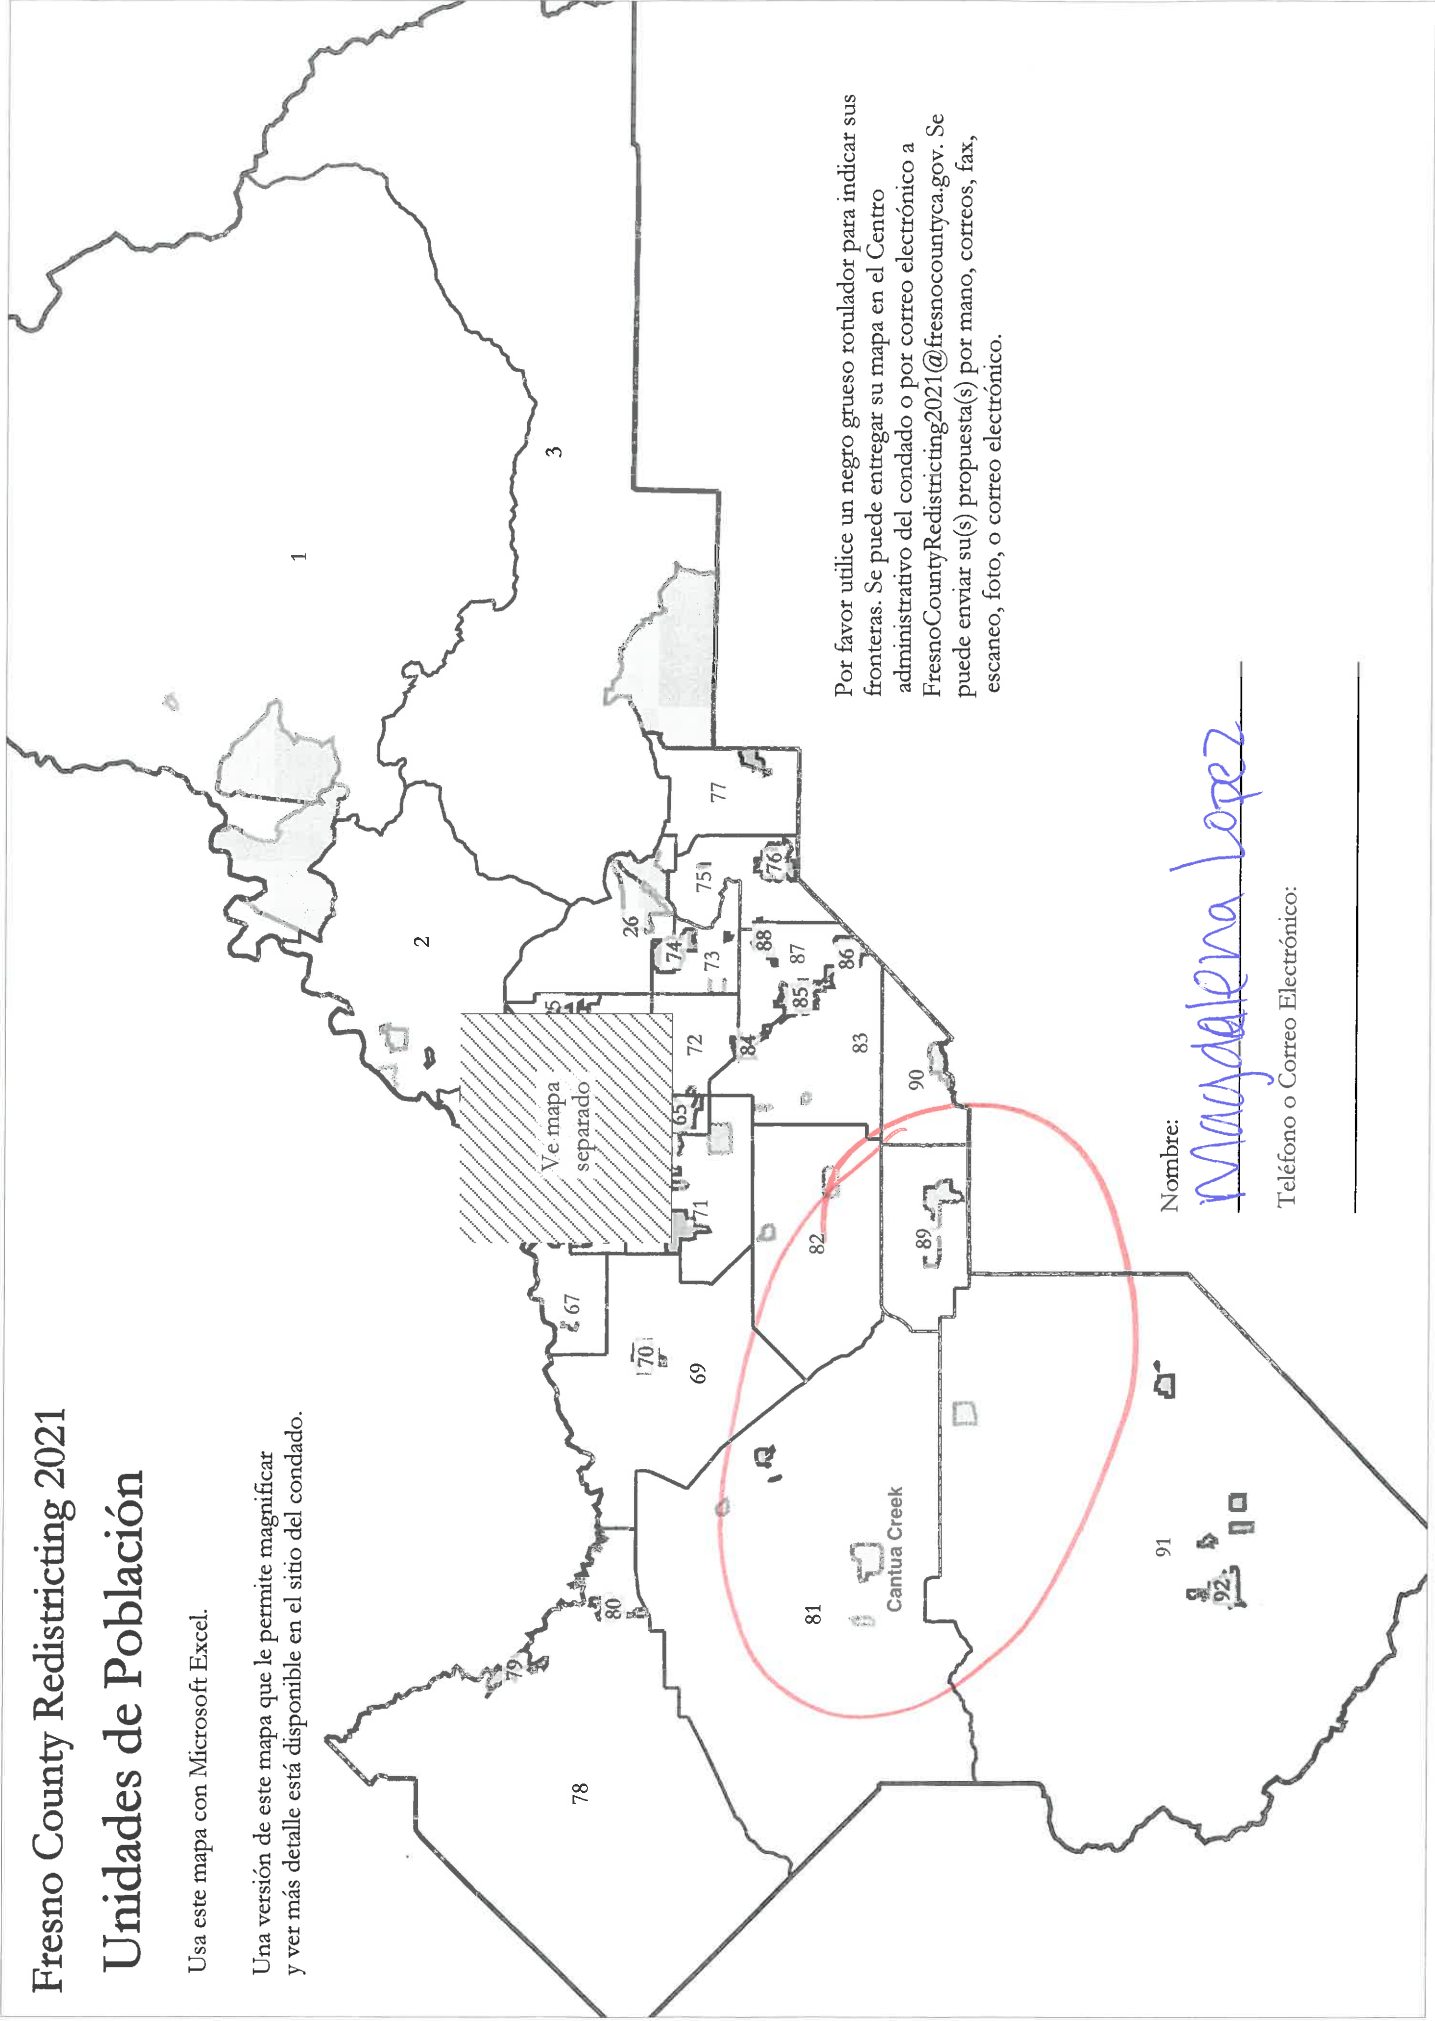 Fresno County Redistricting 2021
Unidades de Población
Usa este mapa con Microsoft Excel.
Una versión de este mapa que le permite magnificar
y ver más detalle está disponible en el sitio del condado.
1
2
3
Ve mapa
separado
5
26
65
67
69
70
71
72
73
74
75
76
77
78
79
80
81
82
83
84
85
86
87
88
89
90
91
92
Cantua Creek
Por favor utilice un negro grueso rotulador para indicar sus
fronteras. Se puede entregar su mapa en el Centro
administrativo del condado o por correo electrónico a
FresnoCountyRedistricting2021@fresnocountyca.gov. Se
puede enviar su(s) propuesta(s) por mano, correos, fax,
escaneo, foto, o correo electrónico.
Nombre:
Magdalena Lopez
Teléfono o Correo Electrónico: